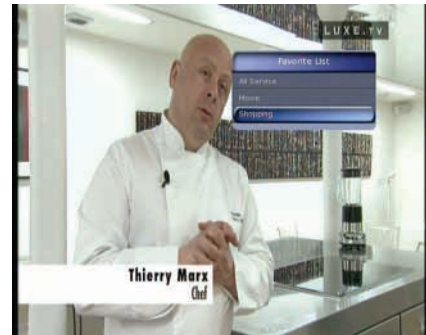 LUXE.TV
Favorite List
All Service
Movie
Shopping
Thierry Marx
Chef